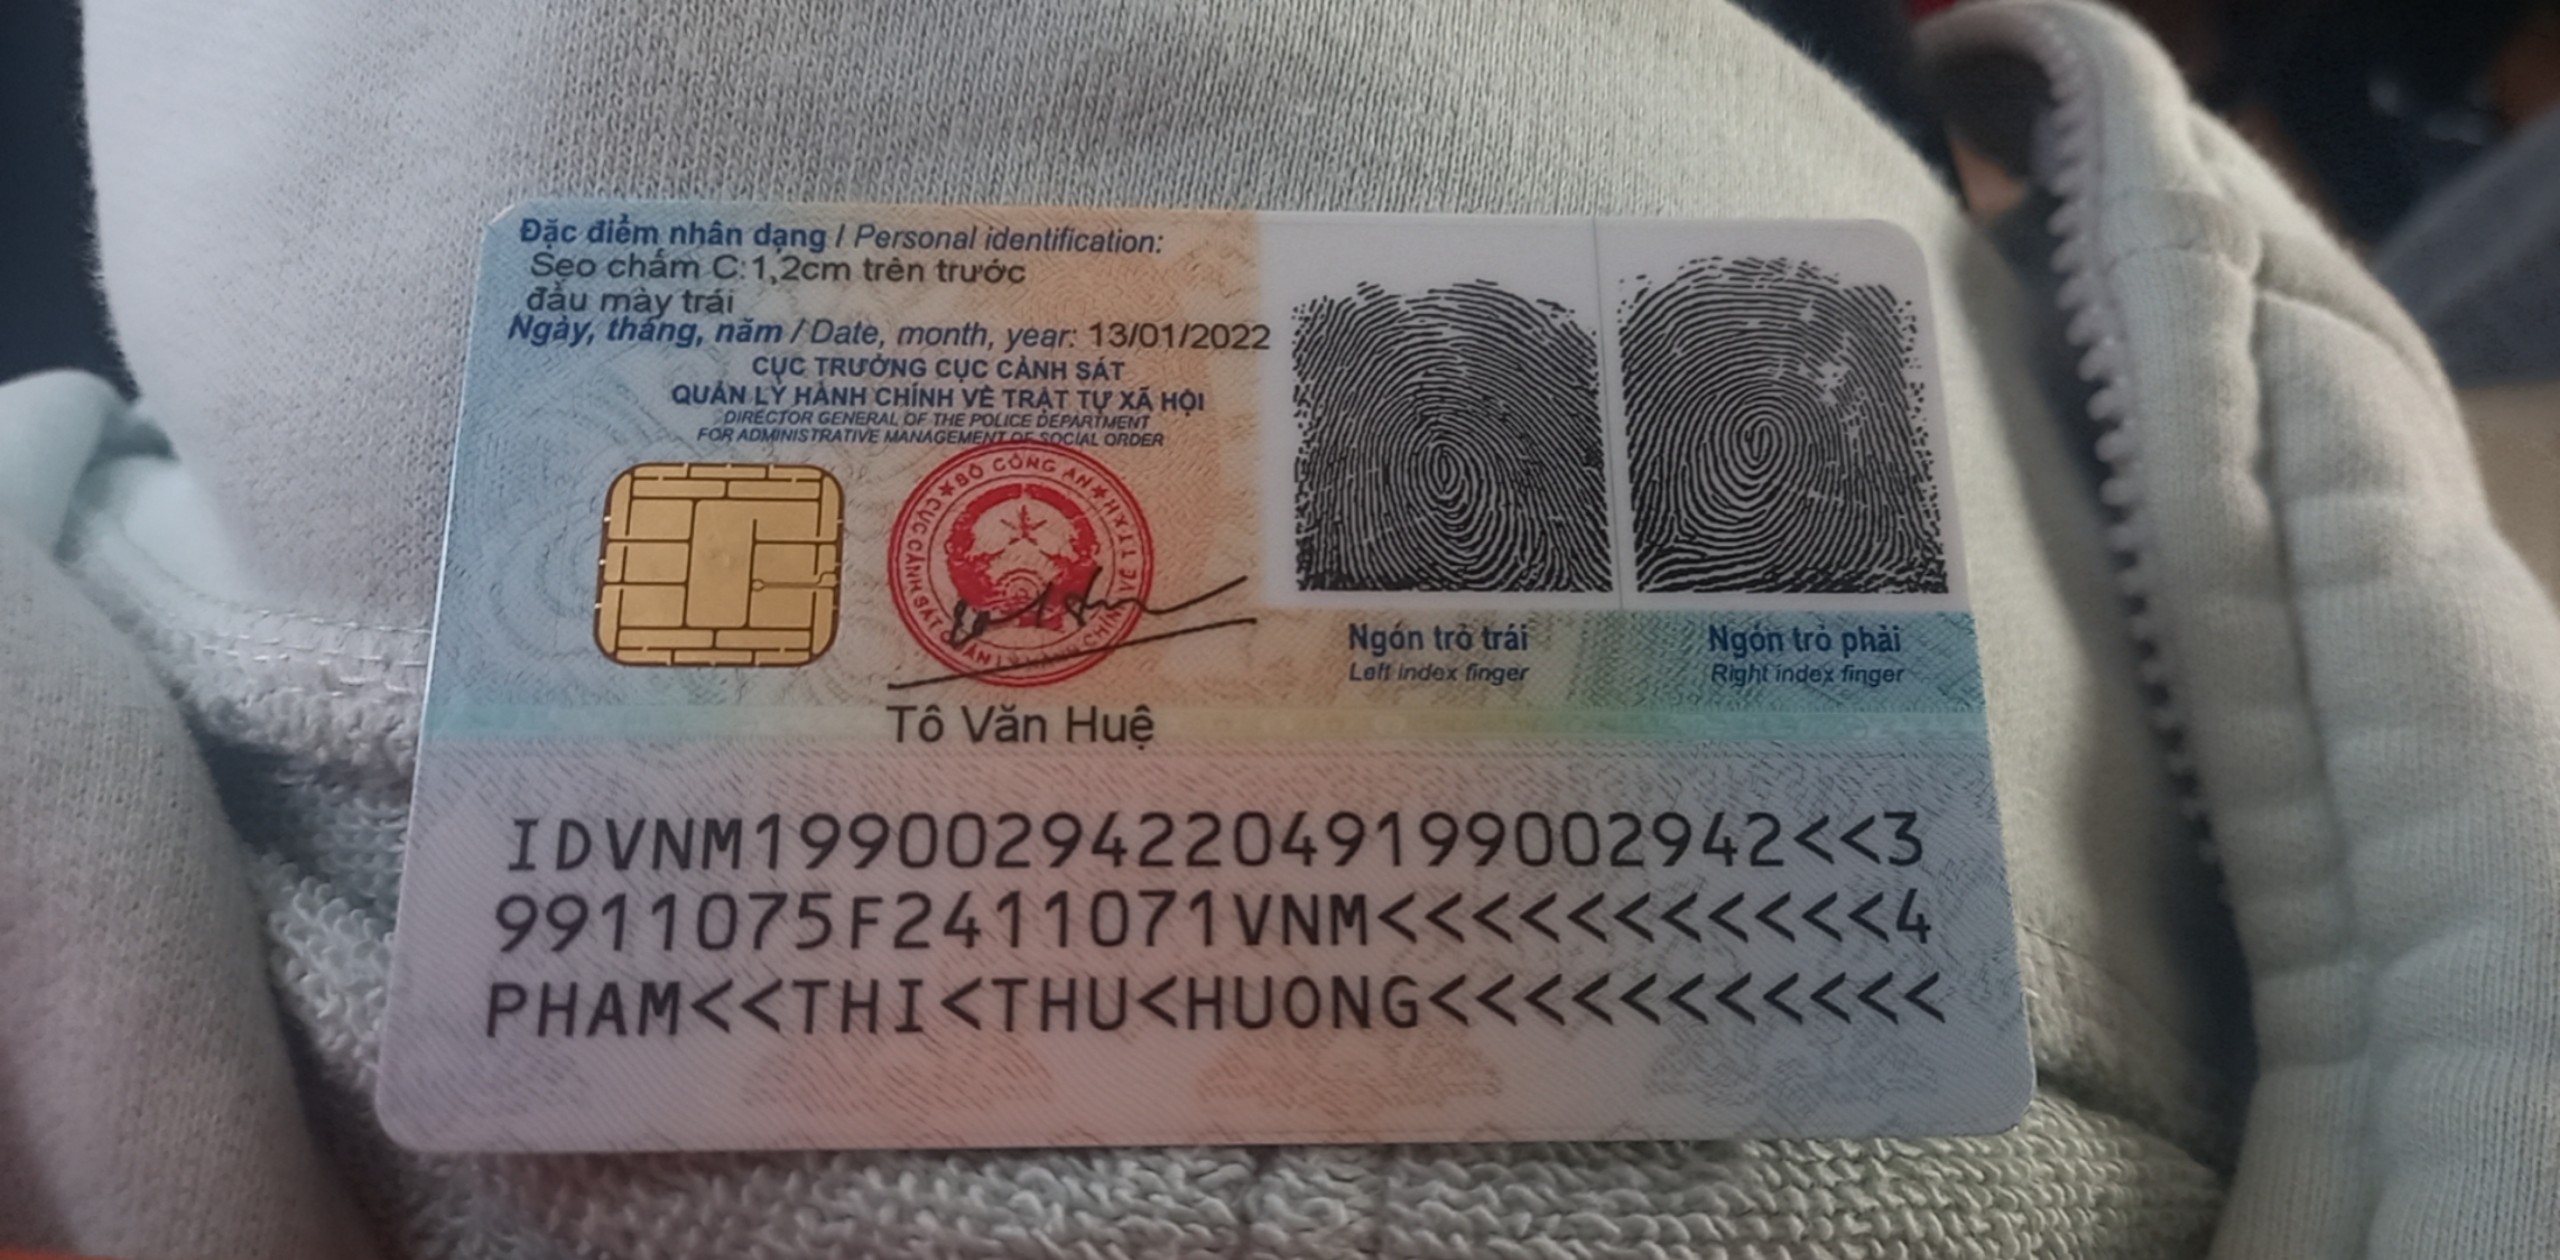 Đặc điểm nhân dạng / Personal identification:
Sẹo chấm C:1,2cm trên trước
đầu mày trái
Ngày, tháng, năm / Date, month, year: 13/01/2022
CỤC TRƯỞNG CỤC CẢNH SÁT
QUẢN LÝ HÀNH CHÍNH VỀ TRẬT TỰ XÃ HỘI
DIRECTOR GENERAL OF THE POLICE DEPARTMENT
FOR ADMINISTRATIVE MANAGEMENT OF SOCIAL ORDER
BỘ CÔNG AN
Tô Văn Huệ
Ngón trỏ trái
Left index finger
Ngón trỏ phải
Right index finger
IDVNM1990029422049199002942<<3
9911075F2411071VNM<<<<<<<<<<<4
PHAM<<THI<THU<HUONG<<<<<<<<<<<